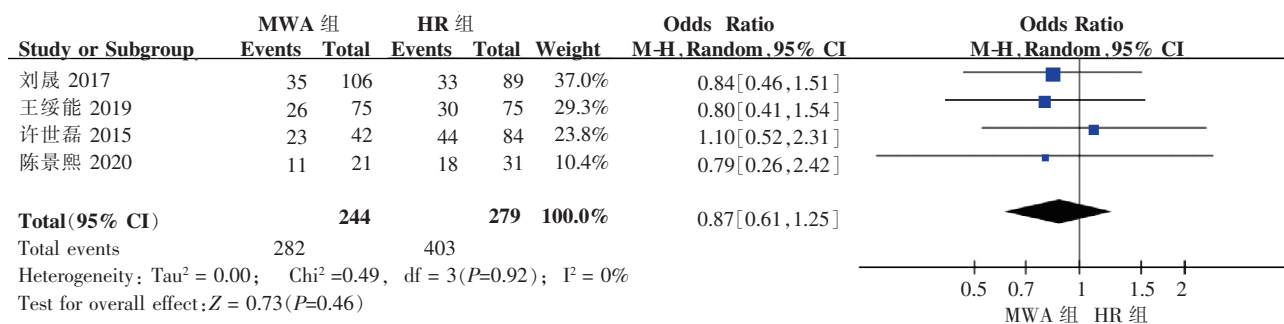 MWA 组 HR 组 Odds Ratio Odds Ratio
Study or Subgroup Events Total Events Total Weight M-H,Random,95% CI M-H,Random,95% CI
刘晟 2017 35 106 33 89 37.0% 0.84[0.46,1.51]
王绥能 2019 26 75 30 75 29.3% 0.80[0.41,1.54]
许世磊 2015 23 42 44 84 23.8% 1.10[0.52,2.31]
陈景熙 2020 11 21 18 31 10.4% 0.79[0.26,2.42]
Total(95% CI) 244 279 100.0% 0.87[0.61,1.25]
Total events 282 403
Heterogeneity: Tau² = 0.00; Chi² =0.49, df = 3(P=0.92); I² = 0%
Test for overall effect:Z = 0.73(P=0.46)
0.5 0.7 1 1.5 2
MWA 组 HR 组